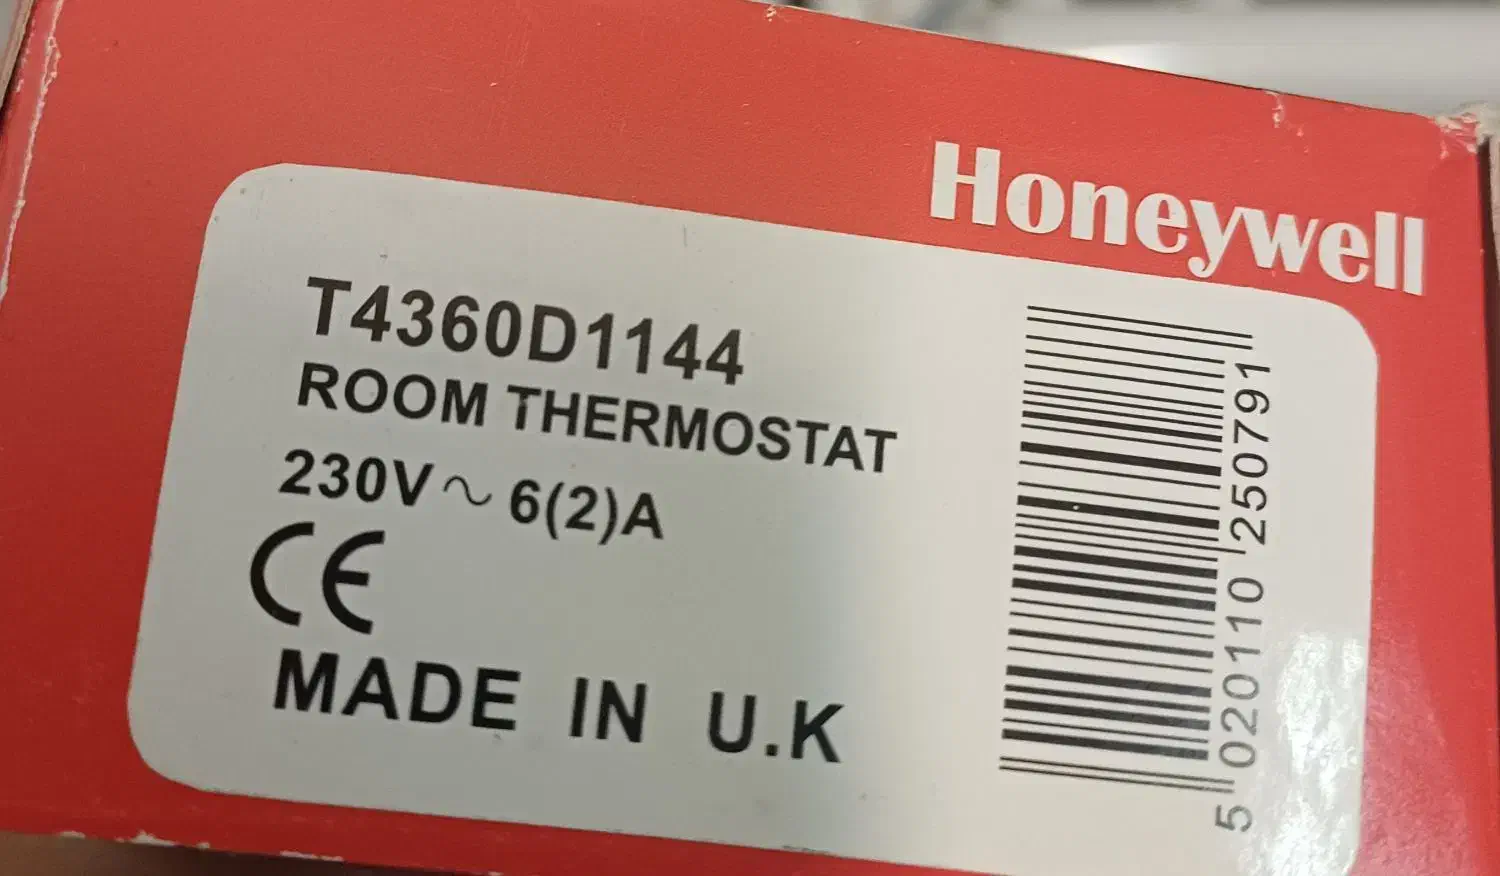 Honeywell
T4360D1144
ROOM THERMOSTAT
230V ~ 6(2)A
CE
MADE IN U.K
5 020110 250791